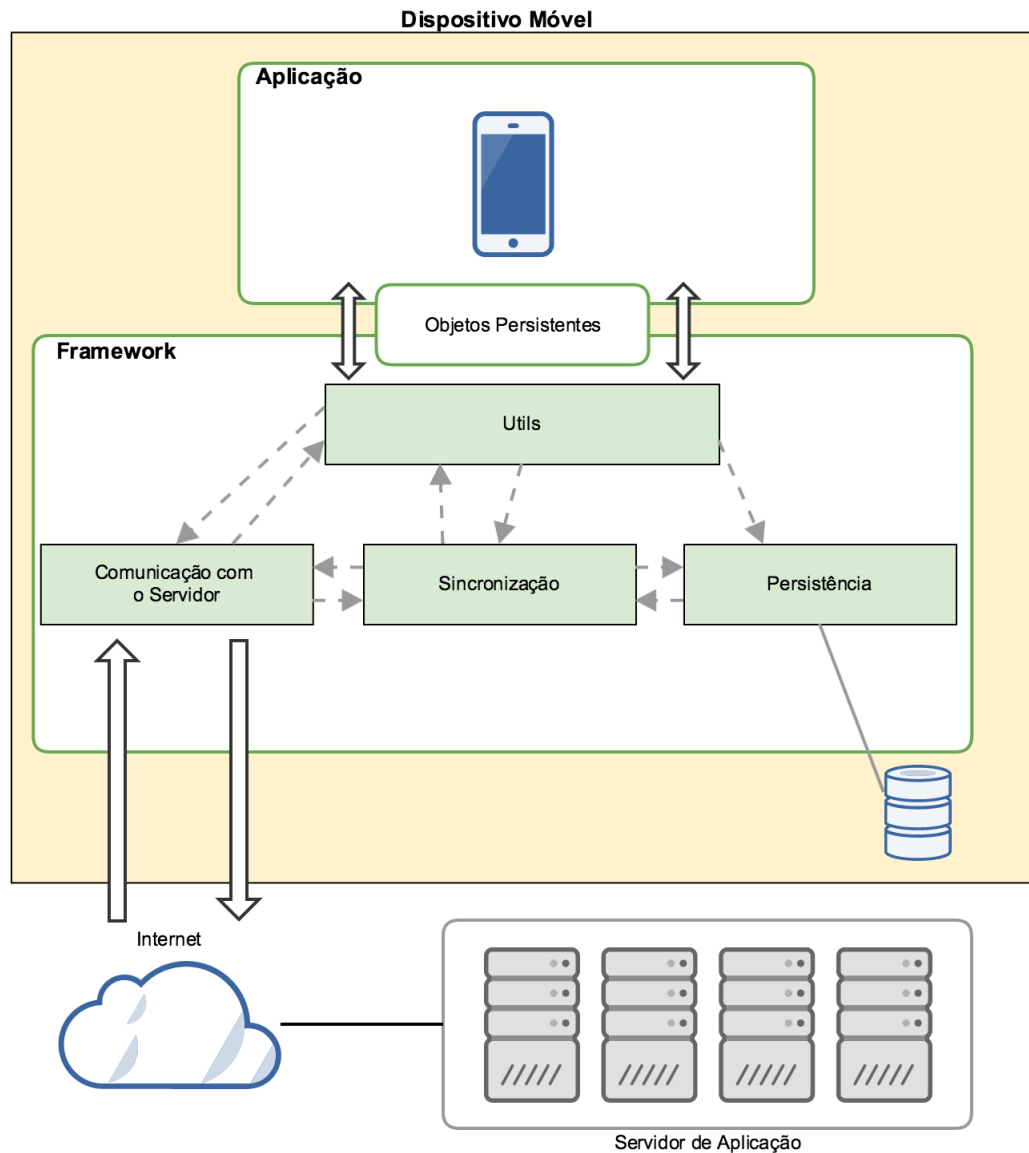 Dispositivo Móvel
Aplicação
Objetos Persistentes
Framework
Utils
Comunicação com
o Servidor
Sincronização
Persistência
Internet
Servidor de Aplicação